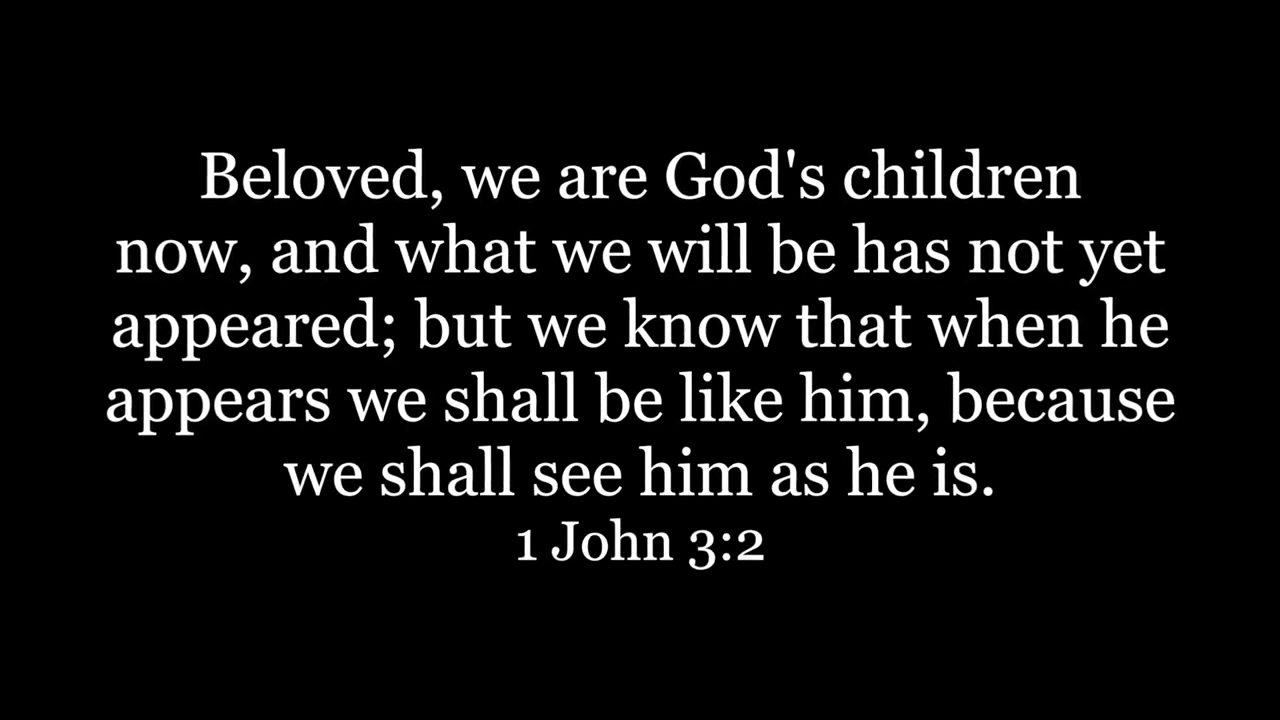 Beloved, we are God's children
now, and what we will be has not yet
appeared; but we know that when he
appears we shall be like him, because
we shall see him as he is.
1 John 3:2